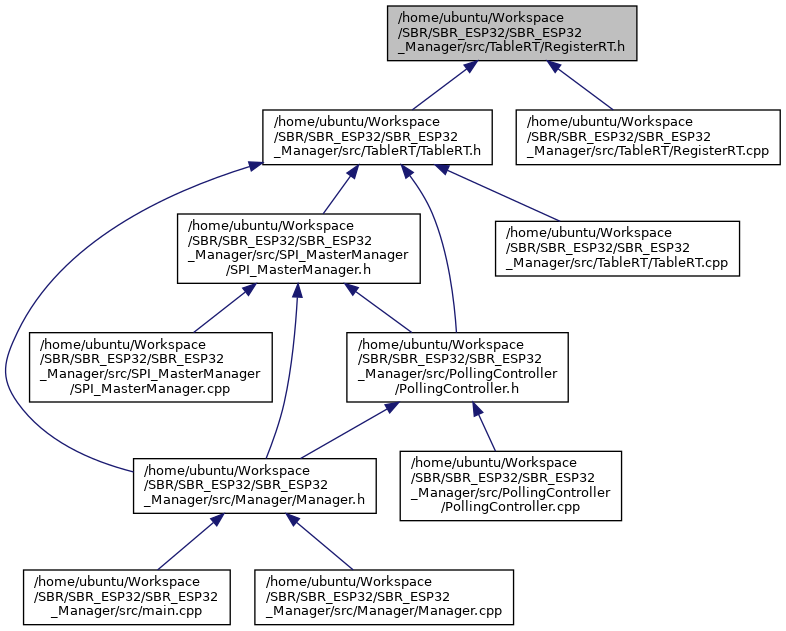 /home/ubuntu/Workspace
/SBR/SBR_ESP32/SBR_ESP32
_Manager/src/TableRT/RegisterRT.h
/home/ubuntu/Workspace
/SBR/SBR_ESP32/SBR_ESP32
_Manager/src/TableRT/TableRT.h
/home/ubuntu/Workspace
/SBR/SBR_ESP32/SBR_ESP32
_Manager/src/TableRT/RegisterRT.cpp
/home/ubuntu/Workspace
/SBR/SBR_ESP32/SBR_ESP32
_Manager/src/SPI_MasterManager
/SPI_MasterManager.h
/home/ubuntu/Workspace
/SBR/SBR_ESP32/SBR_ESP32
_Manager/src/TableRT/TableRT.cpp
/home/ubuntu/Workspace
/SBR/SBR_ESP32/SBR_ESP32
_Manager/src/SPI_MasterManager
/SPI_MasterManager.cpp
/home/ubuntu/Workspace
/SBR/SBR_ESP32/SBR_ESP32
_Manager/src/PollingController
/PollingController.h
/home/ubuntu/Workspace
/SBR/SBR_ESP32/SBR_ESP32
_Manager/src/Manager/Manager.h
/home/ubuntu/Workspace
/SBR/SBR_ESP32/SBR_ESP32
_Manager/src/PollingController
/PollingController.cpp
/home/ubuntu/Workspace
/SBR/SBR_ESP32/SBR_ESP32
_Manager/src/main.cpp
/home/ubuntu/Workspace
/SBR/SBR_ESP32/SBR_ESP32
_Manager/src/Manager/Manager.cpp